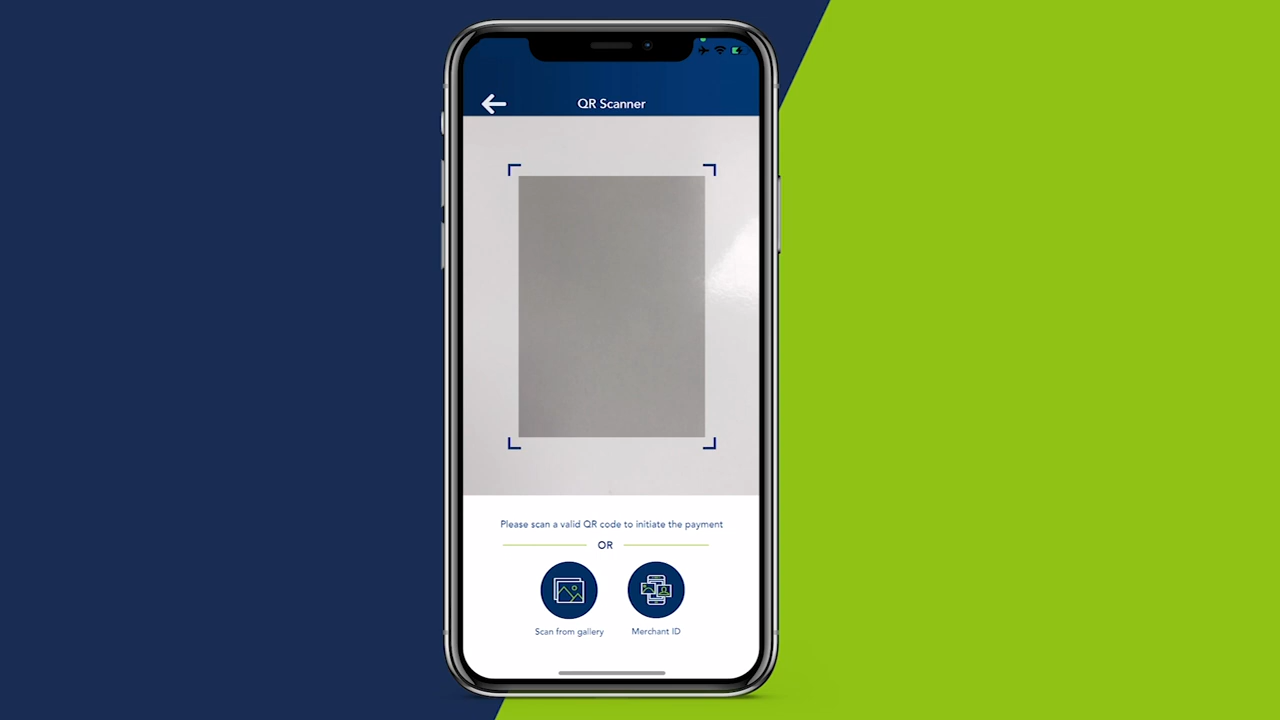 QR Scanner
Please scan a valid QR code to initiate the payment
OR
Scan from gallery
Merchant ID